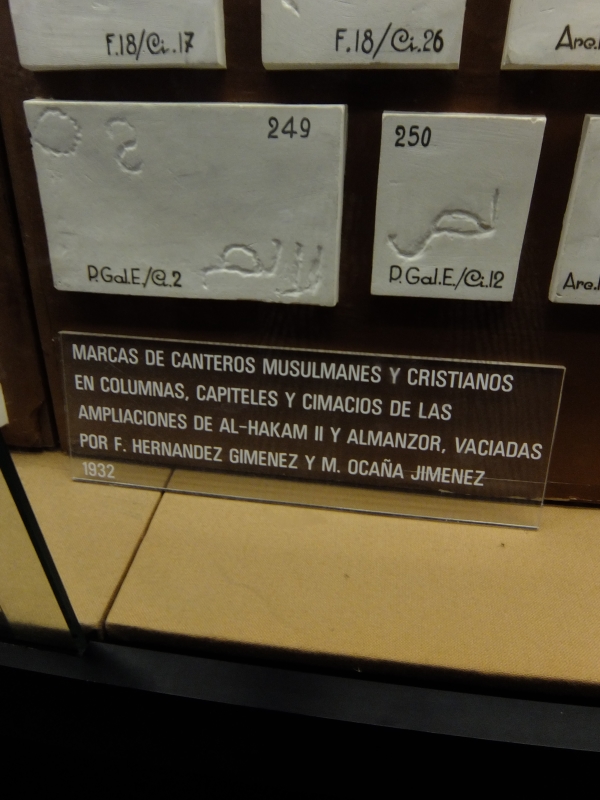 F.18/Ci.17
F.18/Ci.26
249
250
P.Gal.E./Ci.2
P.Gal.E./Ci.12
MARCAS DE CANTEROS MUSULMANES Y CRISTIANOS
EN COLUMNAS, CAPITELES Y CIMACIOS DE LAS
AMPLIACIONES DE AL-HAKAM II Y ALMANZOR, VACIADAS
POR F. HERNANDEZ GIMENEZ Y M. OCAÑA JIMENEZ
1932